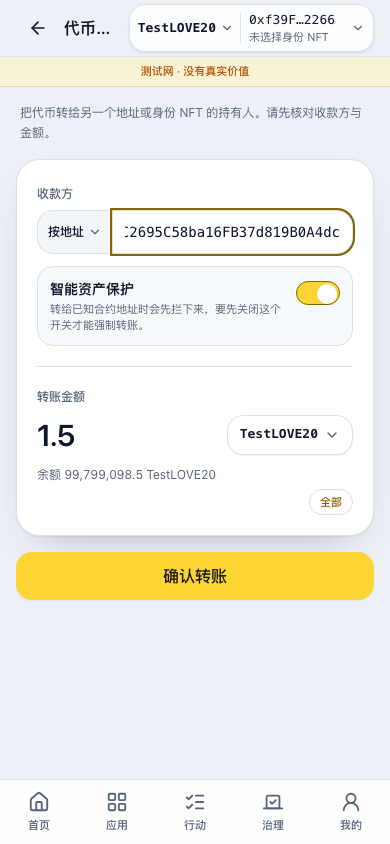 代币...
TestLOVE20
0xf39F...2266
未选择身份 NFT
测试网 · 没有真实价值
把代币转给另一个地址或身份 NFT 的持有人。请先核对收款方与
金额。
收款方
按地址
2695C58ba16FB37d819B0A4dc
智能资产保护
转给已知合约地址时会先拦下来，要先关闭这个
开关才能强制转账。
转账金额
1.5
TestLOVE20
余额 99,799,098.5 TestLOVE20
全部
确认转账
首页
应用
行动
治理
我的